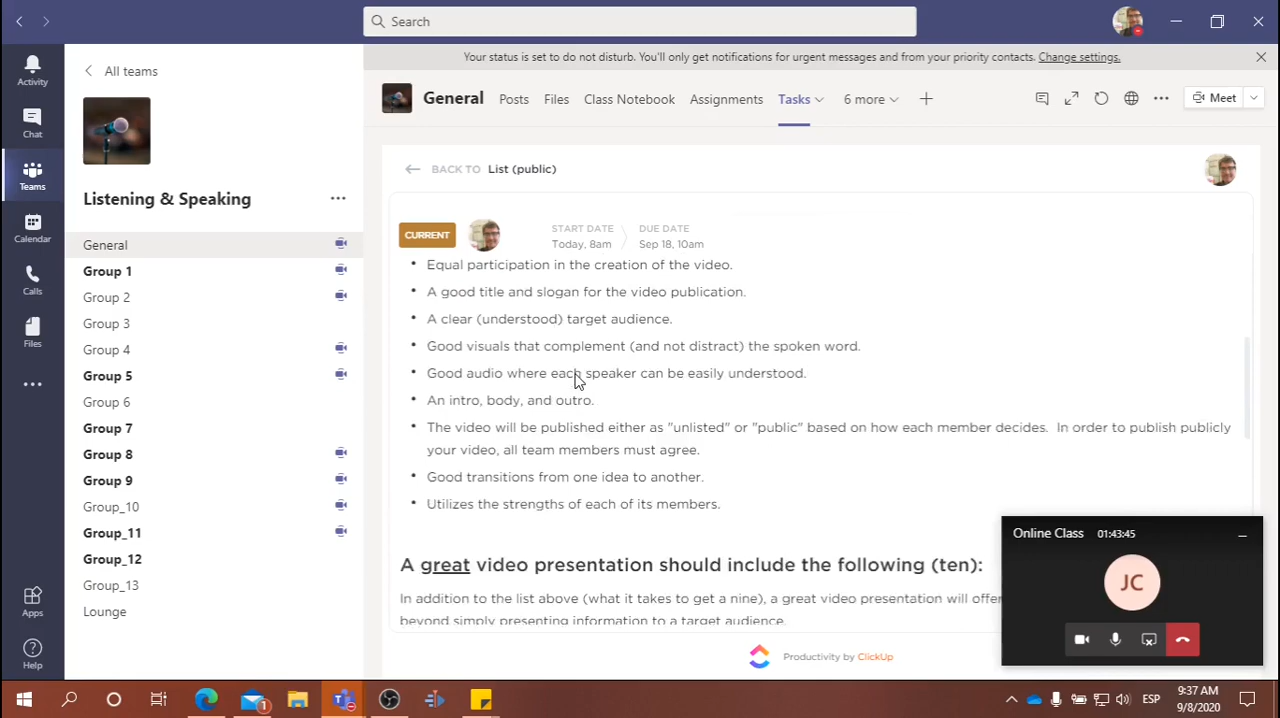 Search
Your status is set to do not disturb. You'll only get notifications for urgent messages and from your priority contacts. Change settings.
Activity
Chat
Teams
Calendar
Calls
Files
Apps
Help
All teams
Listening & Speaking
General
Group 1
Group 2
Group 3
Group 4
Group 5
Group 6
Group 7
Group 8
Group 9
Group_10
Group_11
Group_12
Group_13
Lounge
General Posts Files Class Notebook Assignments Tasks 6 more Meet
BACK TO List (public)
CURRENT
START DATE
Today, 8am
DUE DATE
Sep 18, 10am
• Equal participation in the creation of the video.
• A good title and slogan for the video publication.
• A clear (understood) target audience.
• Good visuals that complement (and not distract) the spoken word.
• Good audio where each speaker can be easily understood.
• An intro, body, and outro.
• The video will be published either as "unlisted" or "public" based on how each member decides. In order to publish publicly
your video, all team members must agree.
• Good transitions from one idea to another.
• Utilizes the strengths of each of its members.
A great video presentation should include the following (ten):
In addition to the list above (what it takes to get a nine), a great video presentation will offer
beyond simply presenting information to a target audience.
Productivity by ClickUp
Online Class 01:43:45
JC
1
ESP
9:37 AM
9/8/2020